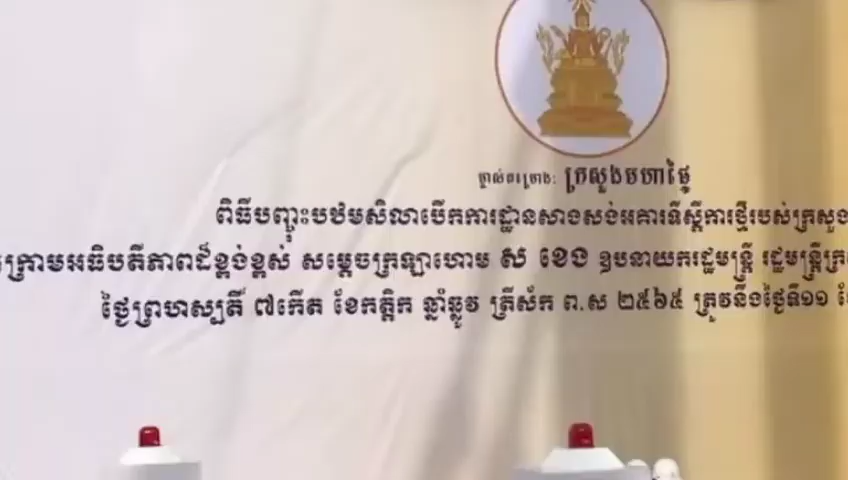 ម្ចាស់គម្រោង: ក្រសួងមហាផ្ទៃ
ពិធីបញ្ចុះបឋមសិលាបើកការដ្ឋានសាងសង់អគារទីស្តីការថ្មីរបស់ក្រសួង
ក្រោមអធិបតីភាពដ៏ខ្ពង់ខ្ពស់ សម្តេចក្រឡាហោម ស ខេង ឧបនាយករដ្ឋមន្ត្រី រដ្ឋមន្ត្រីក្រ
ថ្ងៃព្រហស្បតិ៍ ៧កើត ខែកត្តិក ឆ្នាំឆ្លូវ ត្រីស័ក ព.ស ២៥៦៥ ត្រូវនឹងថ្ងៃទី១១